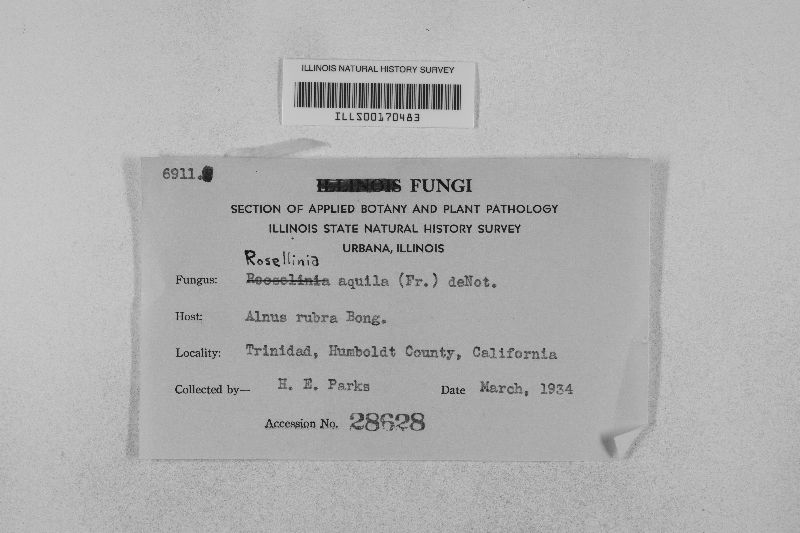 ILLINOIS NATURAL HISTORY SURVEY
ILLS00170483
6911.
ILLINOIS FUNGI
SECTION OF APPLIED BOTANY AND PLANT PATHOLOGY
ILLINOIS STATE NATURAL HISTORY SURVEY
URBANA, ILLINOIS
Rosellinia
Fungus: Rooselinia aquila (Fr.) deNot.
Host: Alnus rubra Bong.
Locality: Trinidad, Humboldt County, California
Collected by— H. E. Parks Date March, 1934
Accession No. 28628